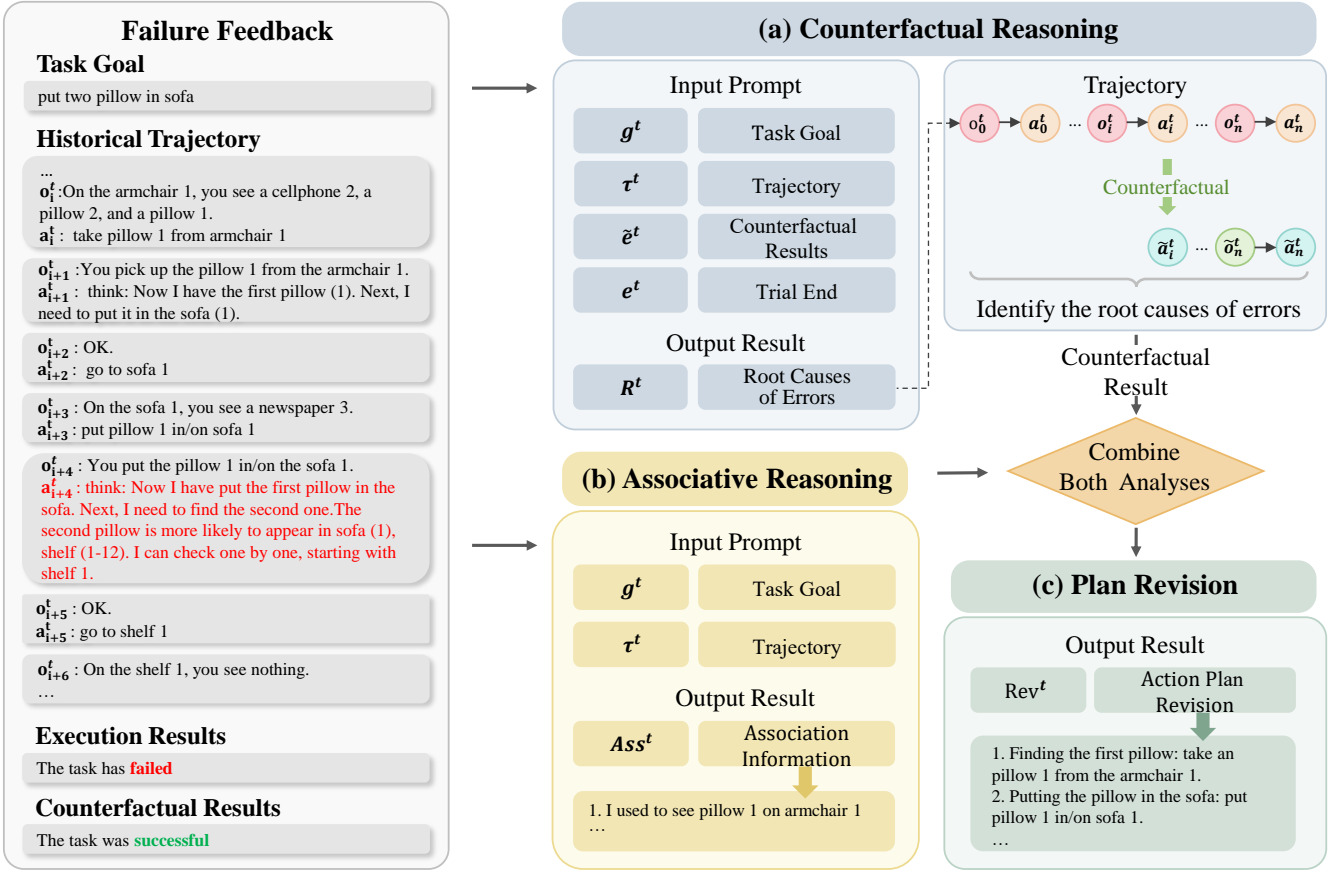 Failure Feedback
Task Goal
put two pillow in sofa
Historical Trajectory
...
o_i^t :On the armchair 1, you see a cellphone 2, a
pillow 2, and a pillow 1.
a_i^t : take pillow 1 from armchair 1
o_{i+1}^t :You pick up the pillow 1 from the armchair 1.
a_{i+1}^t : think: Now I have the first pillow (1). Next, I
need to put it in the sofa (1).
o_{i+2}^t : OK.
a_{i+2}^t : go to sofa 1
o_{i+3}^t : On the sofa 1, you see a newspaper 3.
a_{i+3}^t : put pillow 1 in/on sofa 1
o_{i+4}^t : You put the pillow 1 in/on the sofa 1.
a_{i+4}^t : think: Now I have put the first pillow in the
sofa. Next, I need to find the second one.The
second pillow is more likely to appear in sofa (1),
shelf (1-12). I can check one by one, starting with
shelf 1.
o_{i+5}^t : OK.
a_{i+5}^t : go to shelf 1
o_{i+6}^t : On the shelf 1, you see nothing.
…
Execution Results
The task has failed
Counterfactual Results
The task was successful
(a) Counterfactual Reasoning
Input Prompt
g^t Task Goal
τ^t Trajectory
ẽ^t Counterfactual
Results
e^t Trial End
Output Result
R^t Root Causes
of Errors
Trajectory
o_0^t a_0^t ... o_i^t a_i^t ... o_n^t a_n^t
Counterfactual
ã_i^t ... õ_n^t ã_n^t
Identify the root causes of errors
Counterfactual
Result
Combine
Both Analyses
(b) Associative Reasoning
Input Prompt
g^t Task Goal
τ^t Trajectory
Output Result
Ass^t Association
Information
1. I used to see pillow 1 on armchair 1
…
(c) Plan Revision
Output Result
Rev^t Action Plan
Revision
1. Finding the first pillow: take an
pillow 1 from the armchair 1.
2. Putting the pillow in the sofa: put
pillow 1 in/on sofa 1.
…